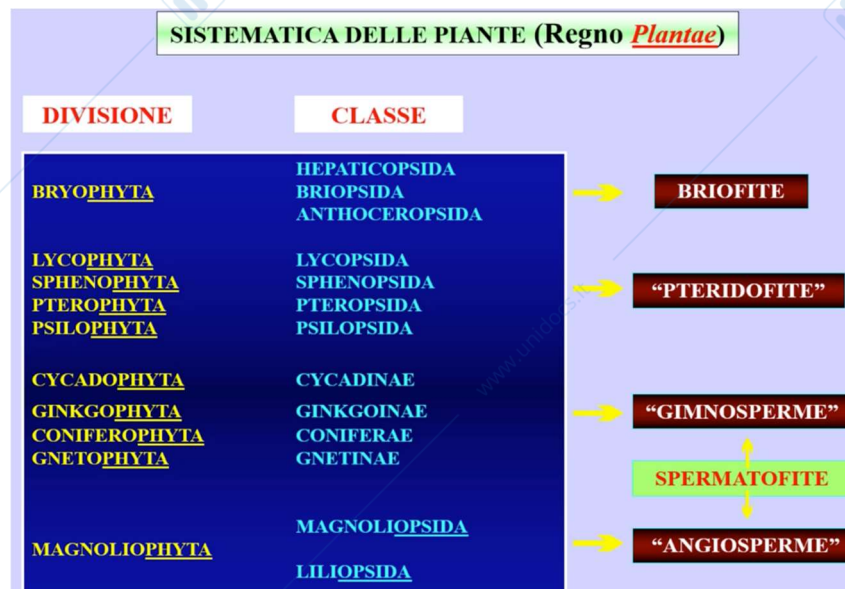 SISTEMATICA DELLE PIANTE (Regno Plantae)
DIVISIONE CLASSE
HEPATICOPSIDA
BRYOPHYTA BRIOPSIDA BRIOFITE
ANTHOCEROPSIDA
LYCOPHYTA LYCOPSIDA
SPHENOPHYTA SPHENOPSIDA "PTERIDOFITE"
PTEROPHYTA PTEROPSIDA
PSILOPHYTA PSILOPSIDA
CYCADOPHYTA CYCADINAE
GINKGOPHYTA GINKGOINAE "GIMNOSPERME"
CONIFEROPHYTA CONIFERAE
GNETOPHYTA GNETINAE
SPERMATOFITE
MAGNOLIOPSIDA
MAGNOLIOPHYTA "ANGIOSPERME"
LILIOPSIDA